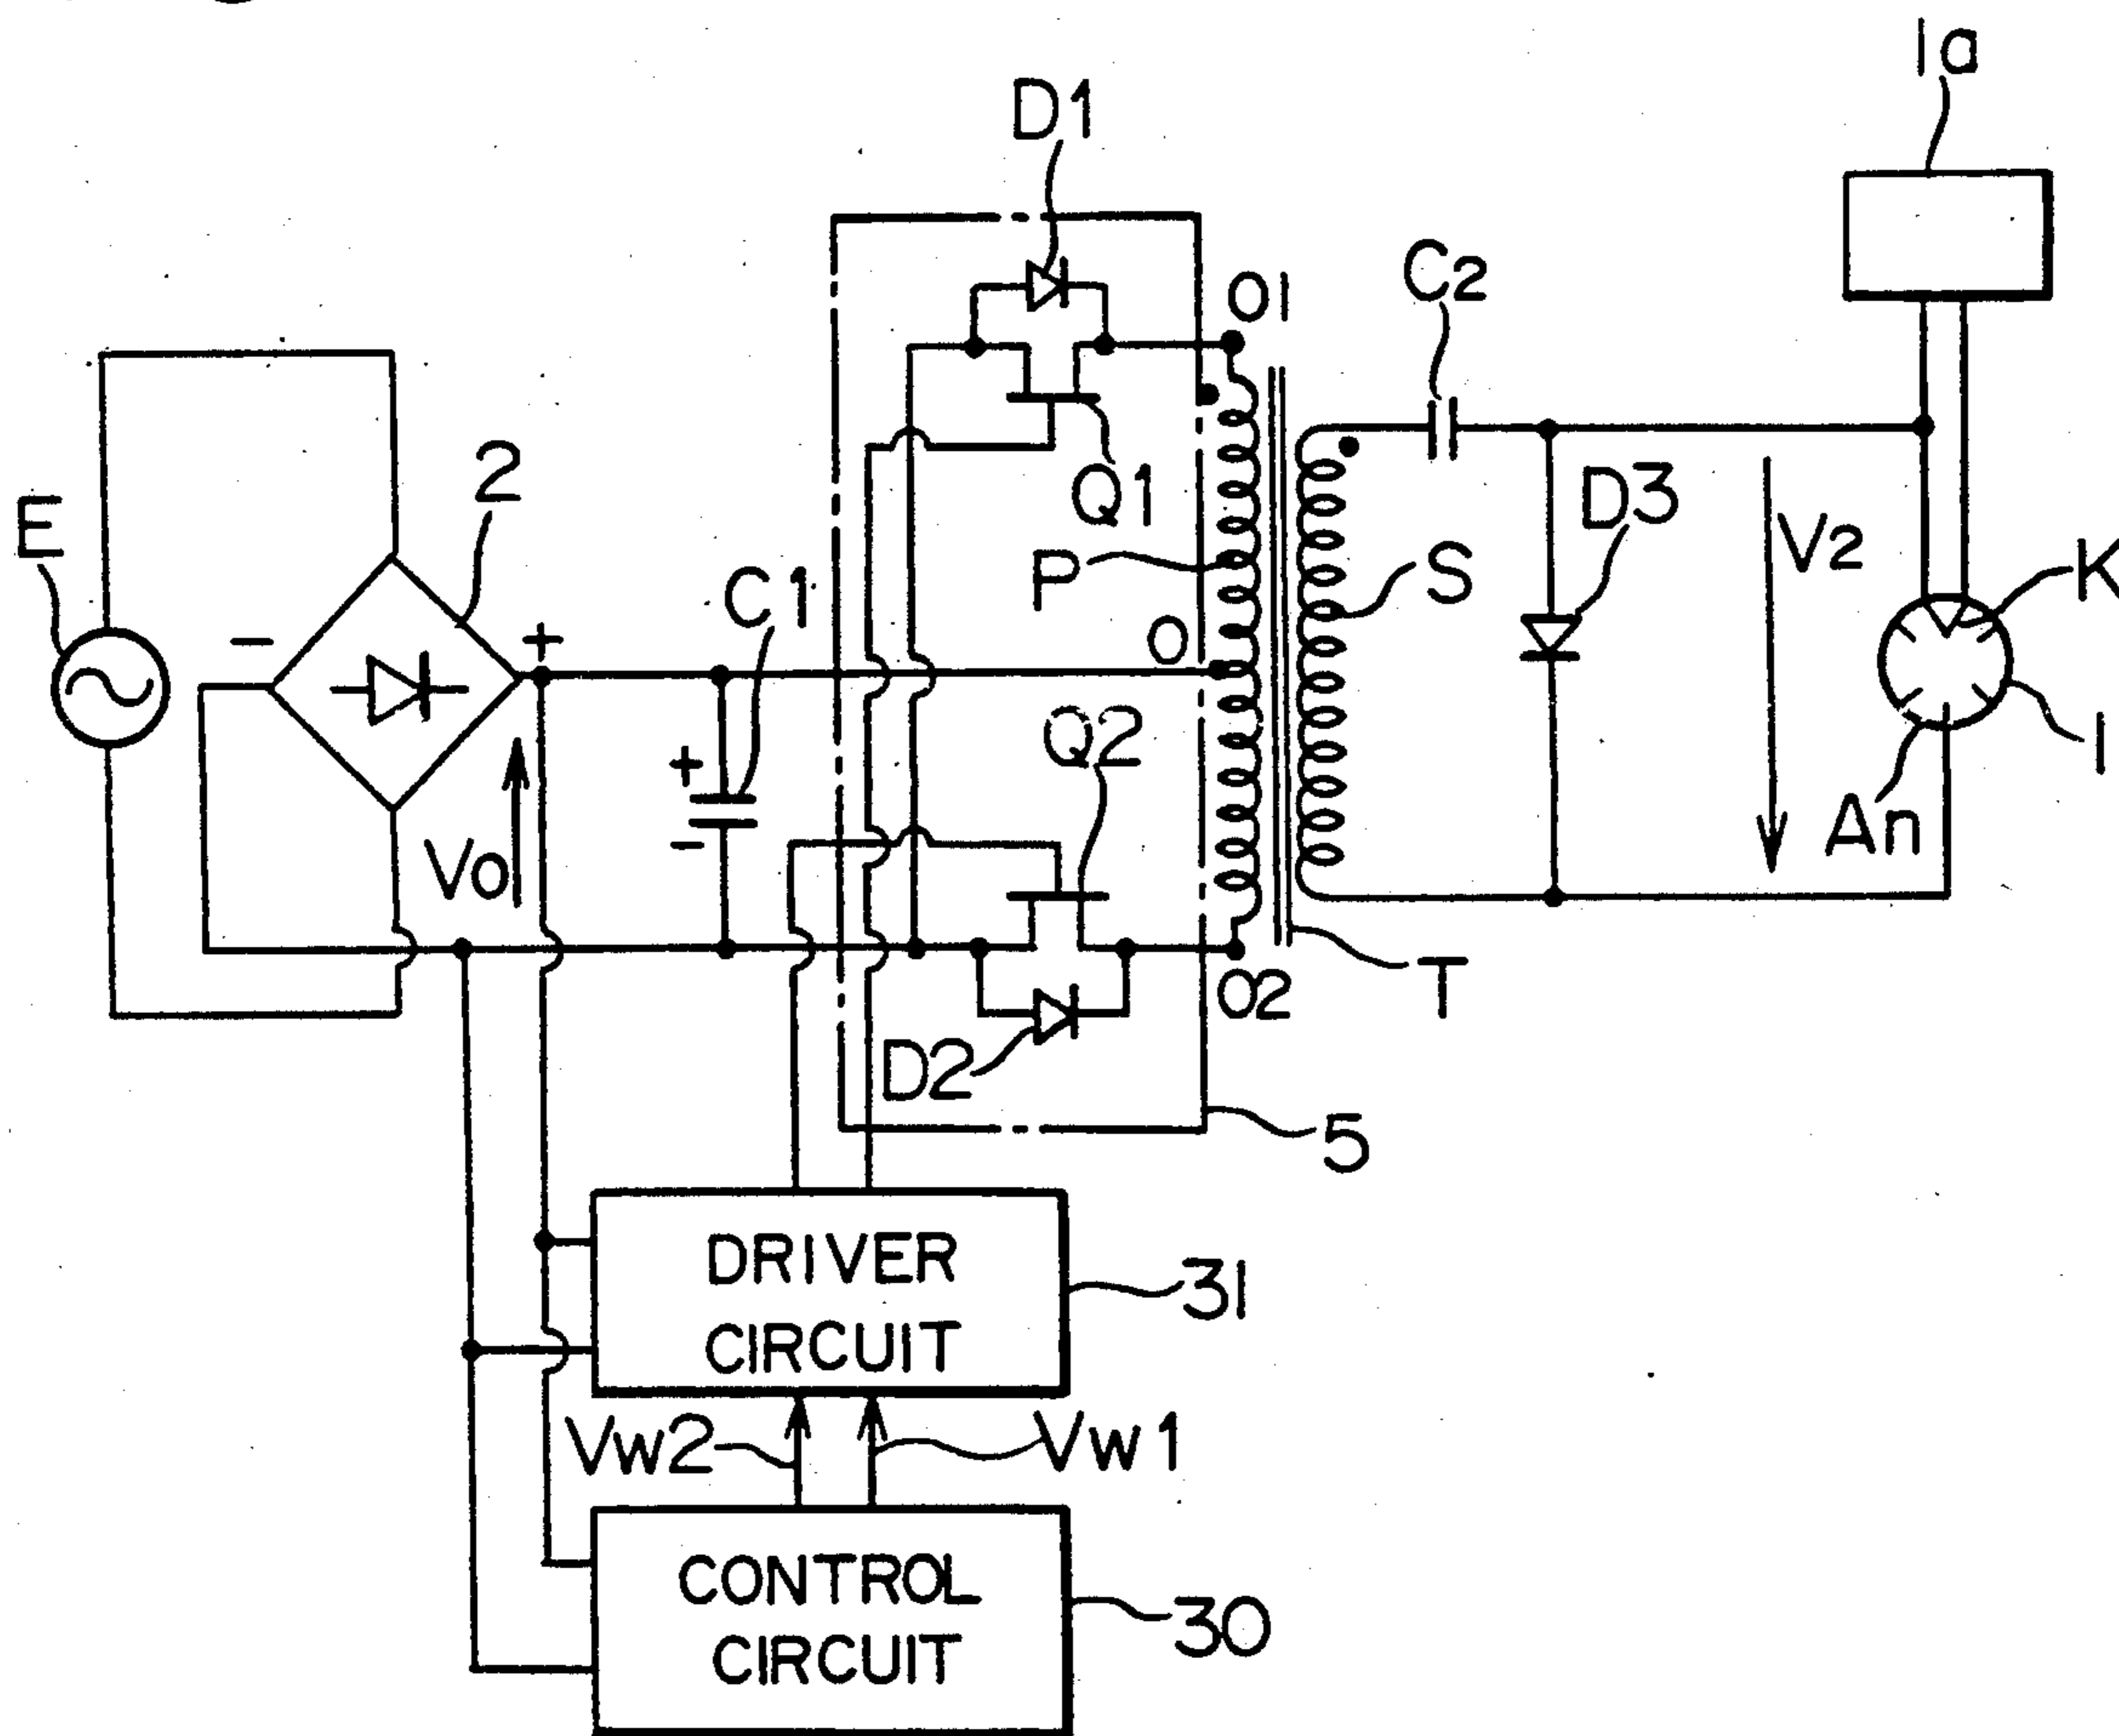 1a
D1
O1
C2
E
2
Q1
D3
V2
P
S
K
C1
O
-
+
Q2
+
1
An
Vo
-
O2
T
D2
5
DRIVER
CIRCUIT
31
Vw2
Vw1
CONTROL
CIRCUIT
30